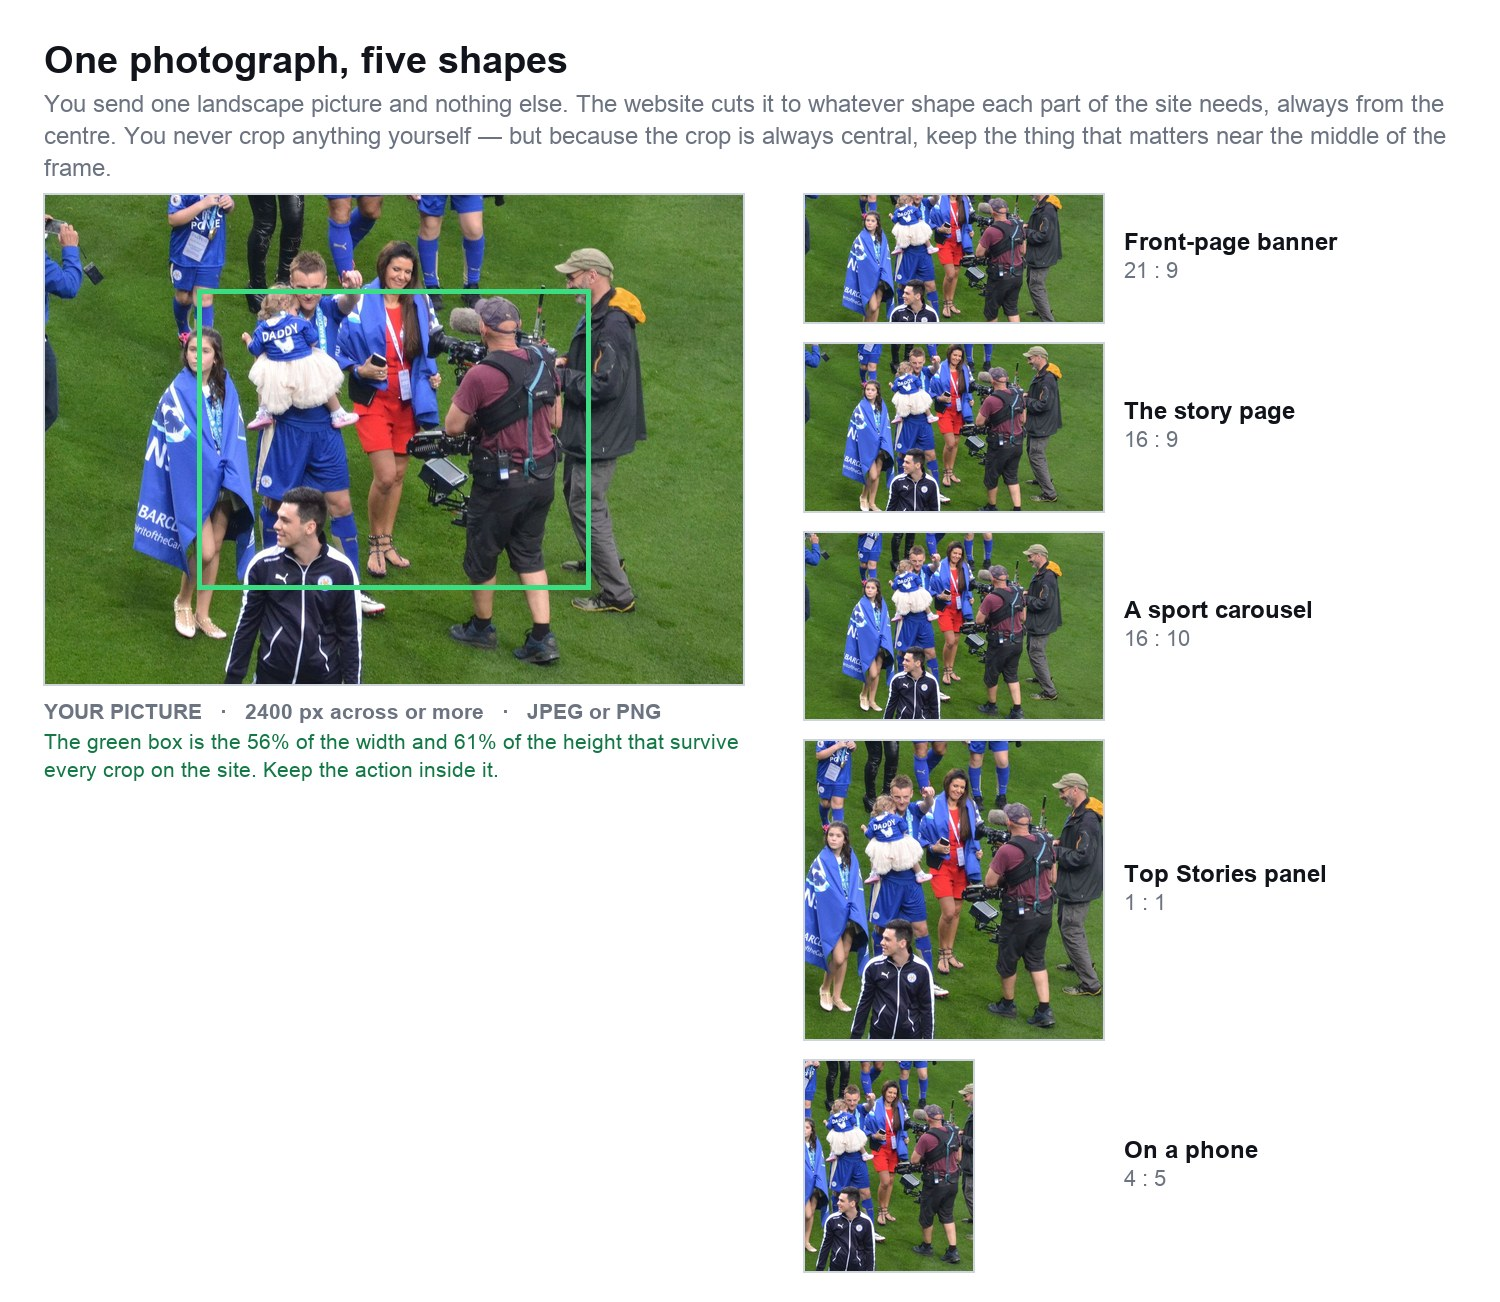 One photograph, five shapes
You send one landscape picture and nothing else. The website cuts it to whatever shape each part of the site needs, always from the
centre. You never crop anything yourself — but because the crop is always central, keep the thing that matters near the middle of the
frame.
DADDY
BARCL
YOUR PICTURE · 2400 px across or more · JPEG or PNG
The green box is the 56% of the width and 61% of the height that survive
every crop on the site. Keep the action inside it.
Front-page banner
21 : 9
The story page
16 : 9
A sport carousel
16 : 10
Top Stories panel
1 : 1
On a phone
4 : 5